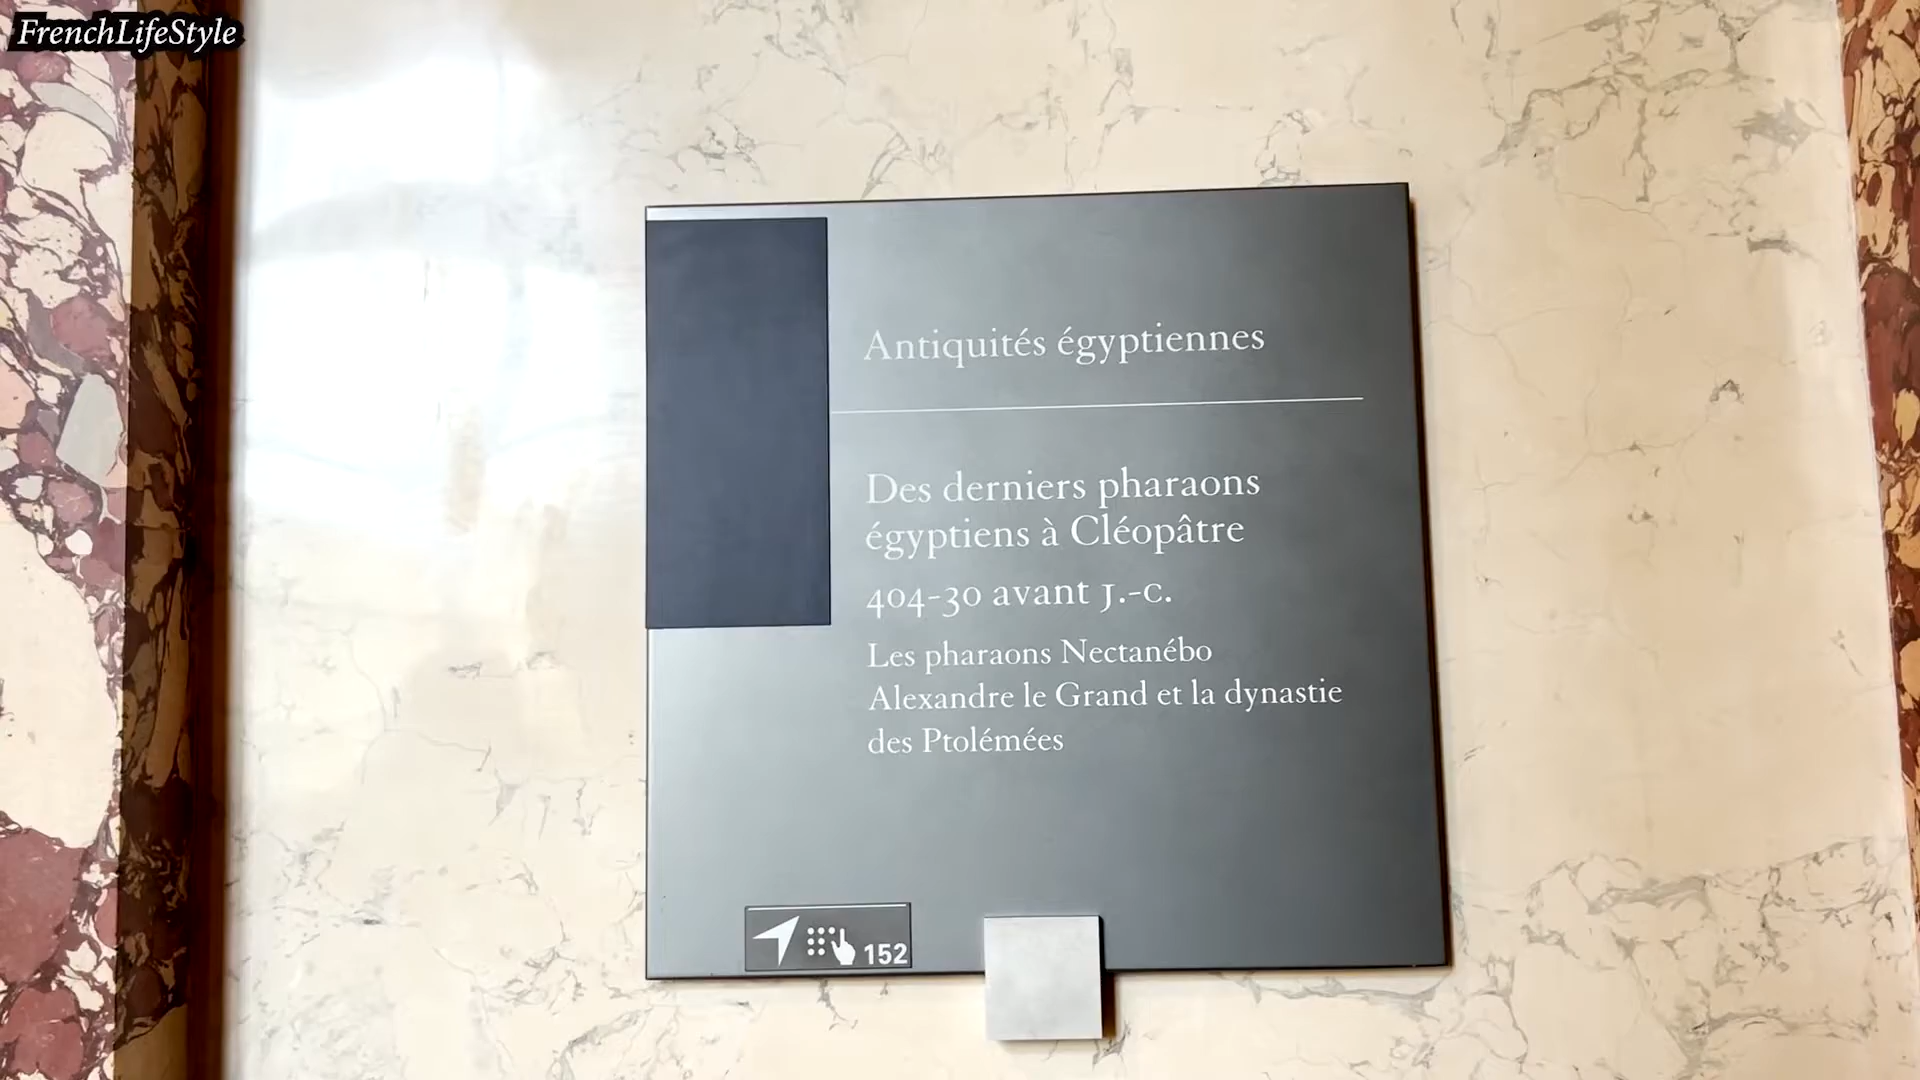 FrenchLifeStyle
Antiquités égyptiennes
Des derniers pharaons
égyptiens à Cléopâtre
404-30 avant J.-C.
Les pharaons Nectanébo
Alexandre le Grand et la dynastie
des Ptolémées
152